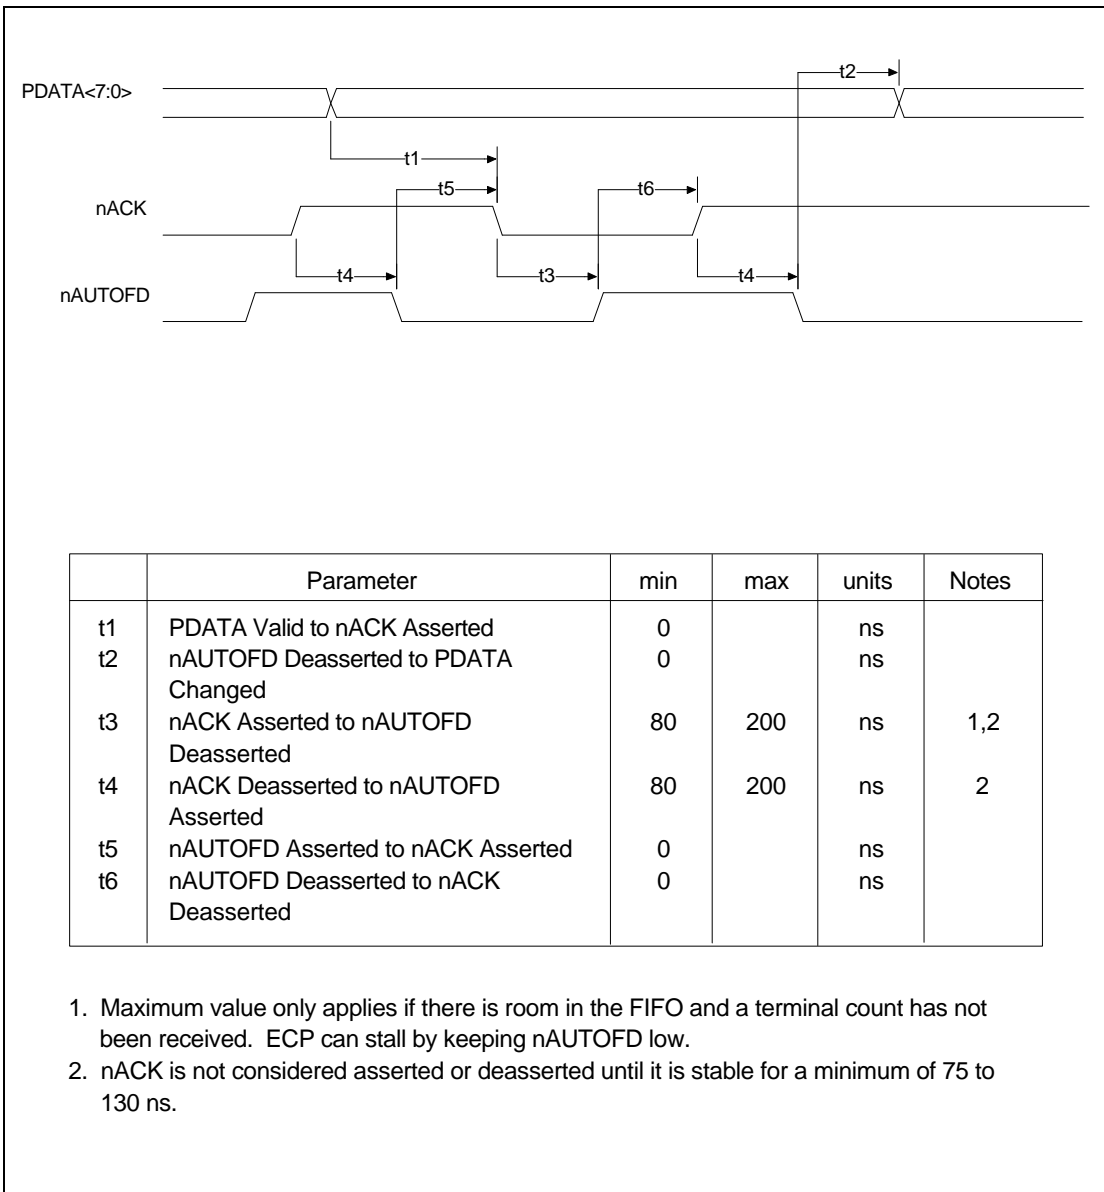 t2
PDATA<7:0>
t1
t5
t6
nACK
t4
t3
t4
nAUTOFD
Parameter min max units Notes
t1 PDATA Valid to nACK Asserted 0 ns
t2 nAUTOFD Deasserted to PDATA 0 ns
Changed
t3 nACK Asserted to nAUTOFD 80 200 ns 1,2
Deasserted
t4 nACK Deasserted to nAUTOFD 80 200 ns 2
Asserted
t5 nAUTOFD Asserted to nACK Asserted 0 ns
t6 nAUTOFD Deasserted to nACK 0 ns
Deasserted
1. Maximum value only applies if there is room in the FIFO and a terminal count has not
been received. ECP can stall by keeping nAUTOFD low.
2. nACK is not considered asserted or deasserted until it is stable for a minimum of 75 to
130 ns.